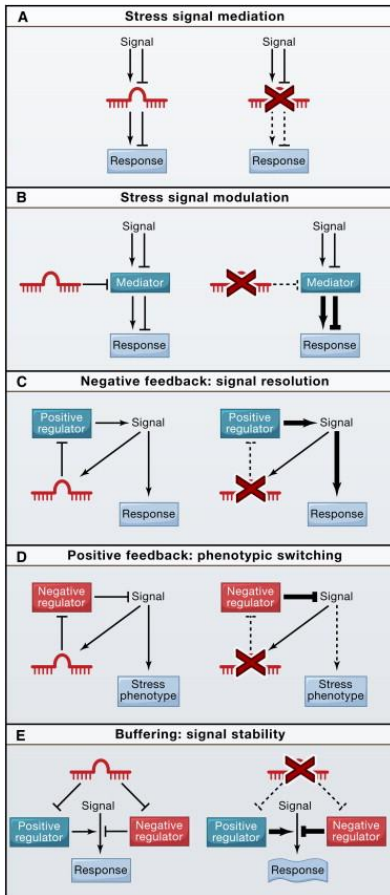 A Stress signal mediation
Signal Signal
Response Response
B Stress signal modulation
Signal Signal
Mediator Mediator
Response Response
C Negative feedback: signal resolution
Positive
regulator
Signal
Positive
regulator
Signal
Response Response
D Positive feedback: phenotypic switching
Negative
regulator
Signal
Negative
regulator
Signal
Stress
phenotype
Stress
phenotype
E Buffering: signal stability
Signal Signal
Positive
regulator
Negative
regulator
Positive
regulator
Negative
regulator
Response Response